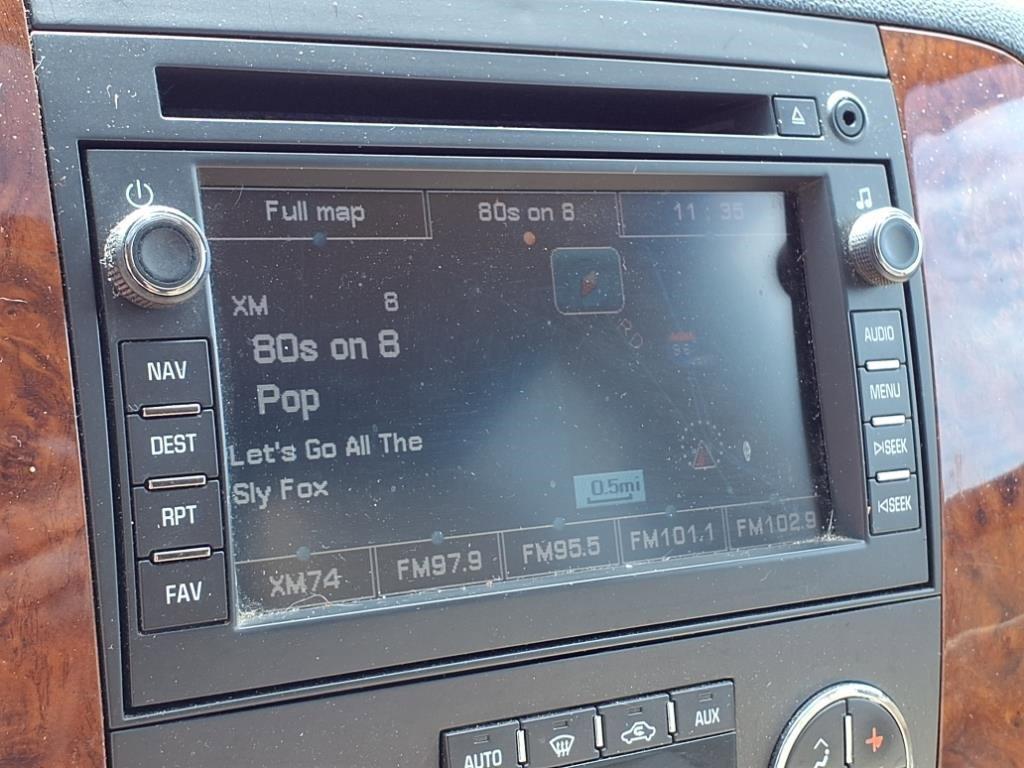 Full map
80s on 8
11:35
XM 8
80s on 8
Pop
Let's Go All The
Sly Fox
0.5mi
XM74
FM97.9
FM95.5
FM101.1
FM102.9
NAV
DEST
RPT
FAV
AUDIO
MENU
SEEK
SEEK
AUTO
AUX